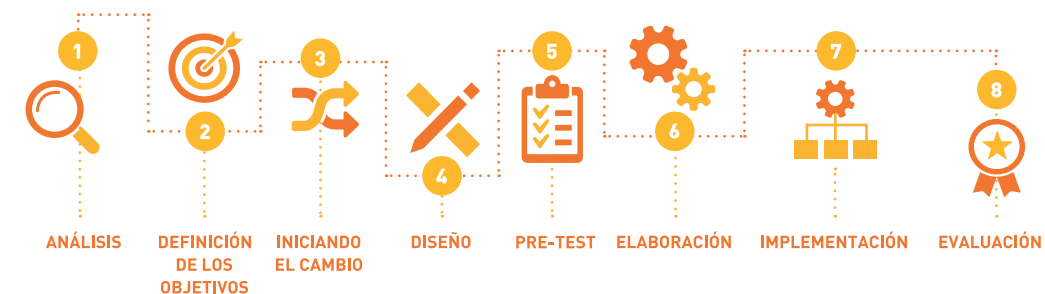 1
2
3
4
5
6
7
8
ANÁLISIS
DEFINICIÓN
DE LOS
OBJETIVOS
INICIANDO
EL CAMBIO
DISEÑO
PRE-TEST
ELABORACIÓN
IMPLEMENTACIÓN
EVALUACIÓN